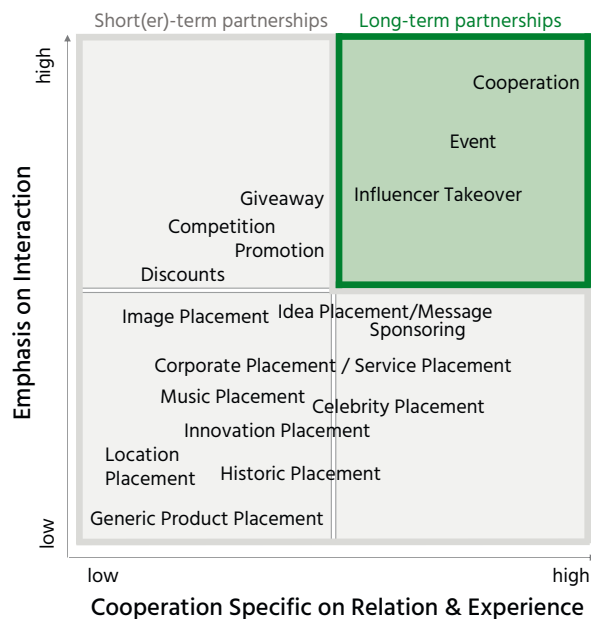 Short(er)-term partnerships
Long-term partnerships
high
Cooperation
Event
Giveaway
Influencer Takeover
Competition
Promotion
Discounts
Emphasis on Interaction
Image Placement
Idea Placement/Message
Sponsoring
Corporate Placement / Service Placement
Music Placement
Celebrity Placement
Innovation Placement
Location
Placement
Historic Placement
Generic Product Placement
low
low
high
Cooperation Specific on Relation & Experience